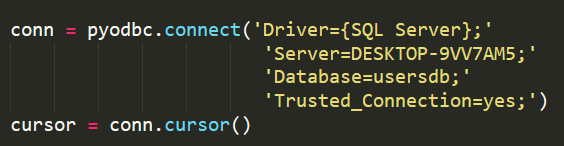 conn = pyodbc.connect('Driver={SQL Server};'
'Server=DESKTOP-9VV7AM5;'
'Database=usersdb;'
'Trusted_Connection=yes;')
cursor = conn.cursor()